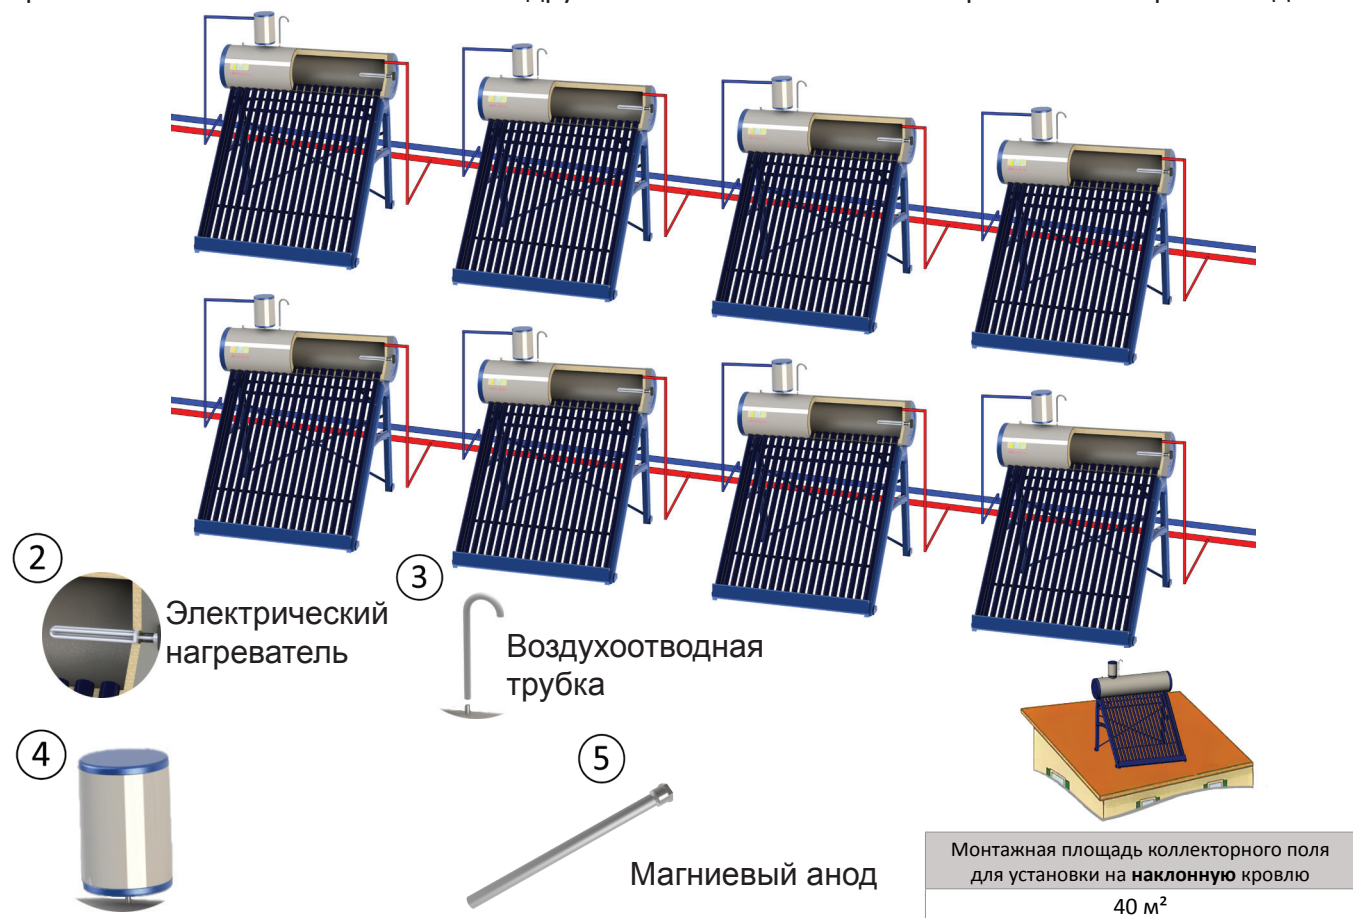 2
3
Электрический
нагреватель
Воздухоотводная
трубка
4
5
Магниевый анод
Монтажная площадь коллекторного поля
для установки на наклонную кровлю
40 м²